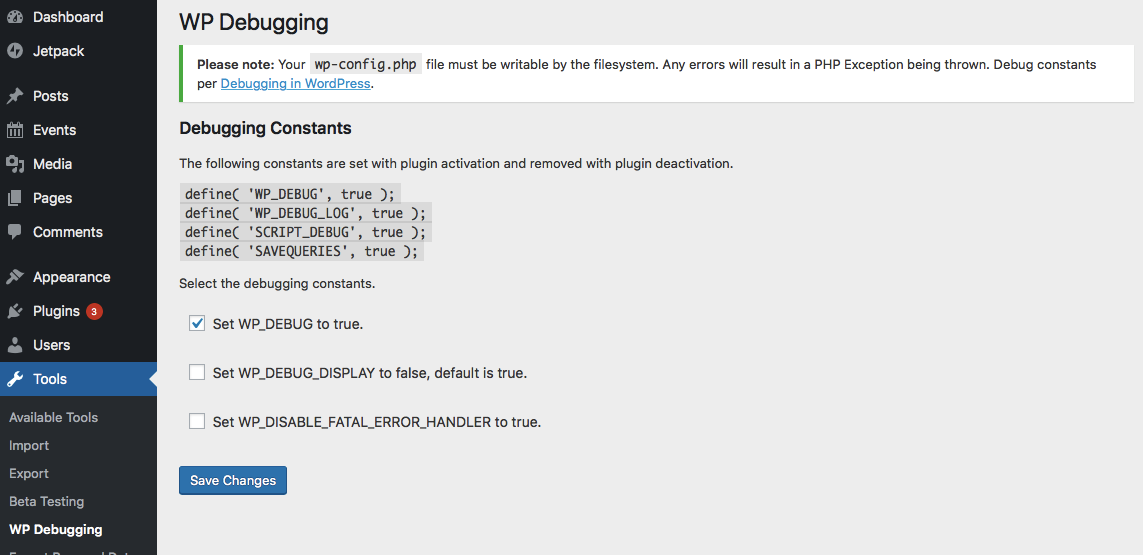 Dashboard
Jetpack
Posts
Events
Media
Pages
Comments
Appearance
Plugins 3
Users
Tools
Available Tools
Import
Export
Beta Testing
WP Debugging
WP Debugging
Please note: Your wp-config.php file must be writable by the filesystem. Any errors will result in a PHP Exception being thrown. Debug constants
per Debugging in WordPress.
Debugging Constants
The following constants are set with plugin activation and removed with plugin deactivation.
define( 'WP_DEBUG', true );
define( 'WP_DEBUG_LOG', true );
define( 'SCRIPT_DEBUG', true );
define( 'SAVEQUERIES', true );
Select the debugging constants.
Set WP_DEBUG to true.
Set WP_DEBUG_DISPLAY to false, default is true.
Set WP_DISABLE_FATAL_ERROR_HANDLER to true.
Save Changes